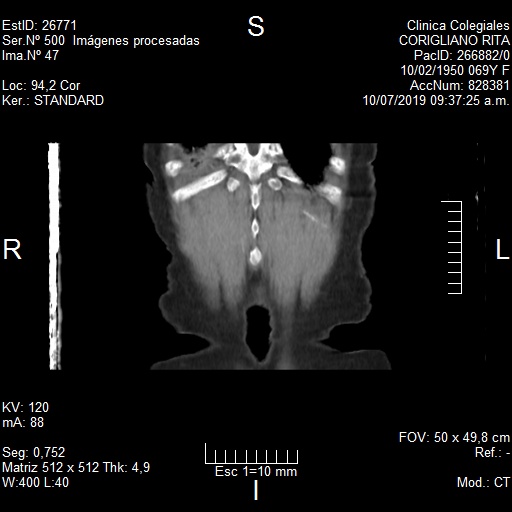 EstID: 26771
Ser.Nº 500 Imágenes procesadas
Ima.Nº 47
Loc: 94,2 Cor
Ker.: STANDARD
S
Clinica Colegiales
CORIGLIANO RITA
PacID: 266882/0
10/02/1950 069Y F
AccNum: 828381
10/07/2019 09:37:25 a.m.
R
L
KV: 120
mA: 88
Seg: 0,752
Matriz 512 x 512 Thk: 4,9
W:400 L:40
Esc 1=10 mm
I
FOV: 50 x 49,8 cm
Ref.: -
Mod.: CT